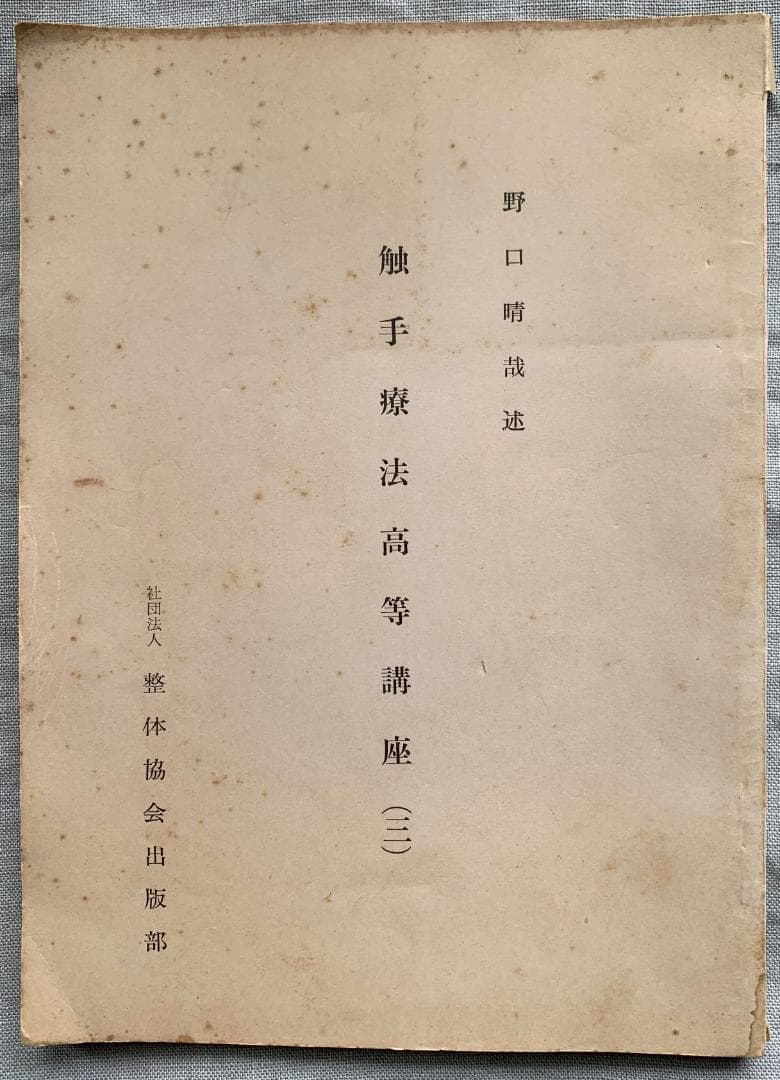 野口晴哉述
触手療法高等講座(三)
社団法人 整体協会出版部